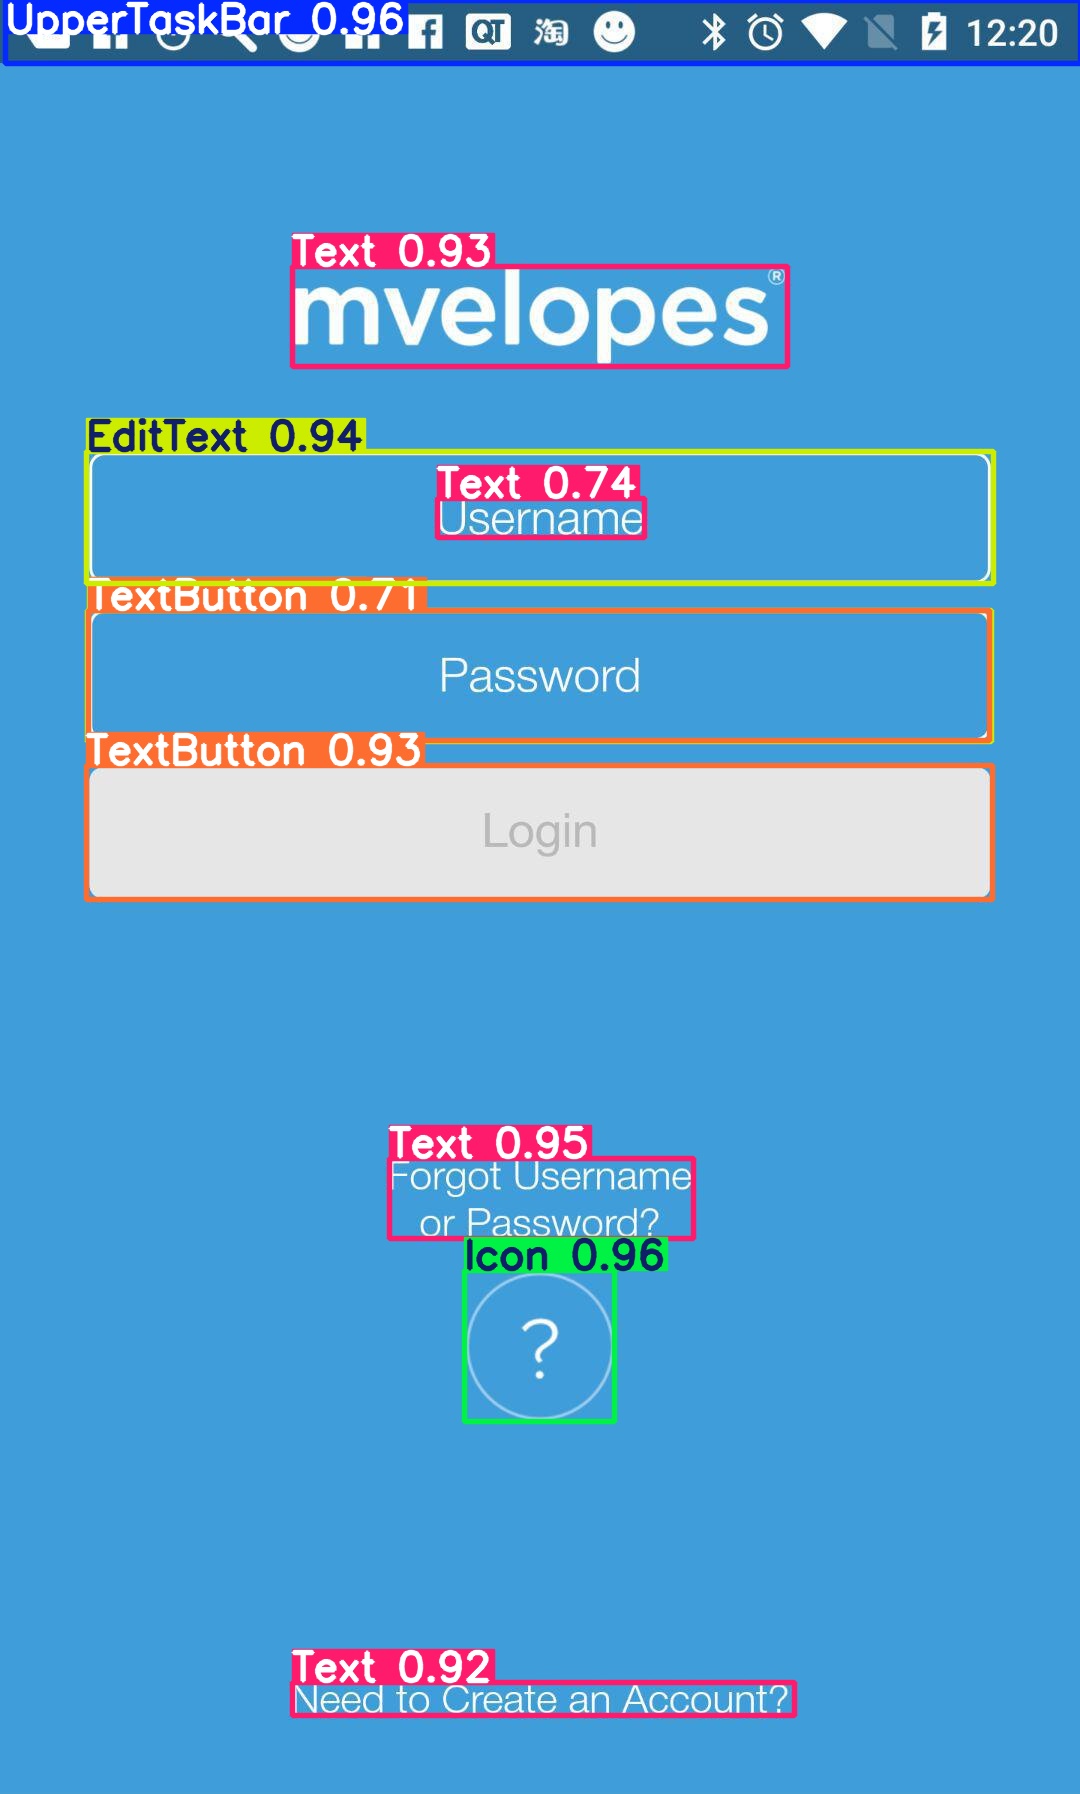 UpperTaskBar 0.96
QT 淘 12:20
Text 0.93
mvelopes®
EditText 0.94
Text 0.74
Username
TextButton 0.71
Password
TextButton 0.93
Login
Text 0.95
Forgot Username
or Password?
Icon 0.96
?
Text 0.92
Need to Create an Account?